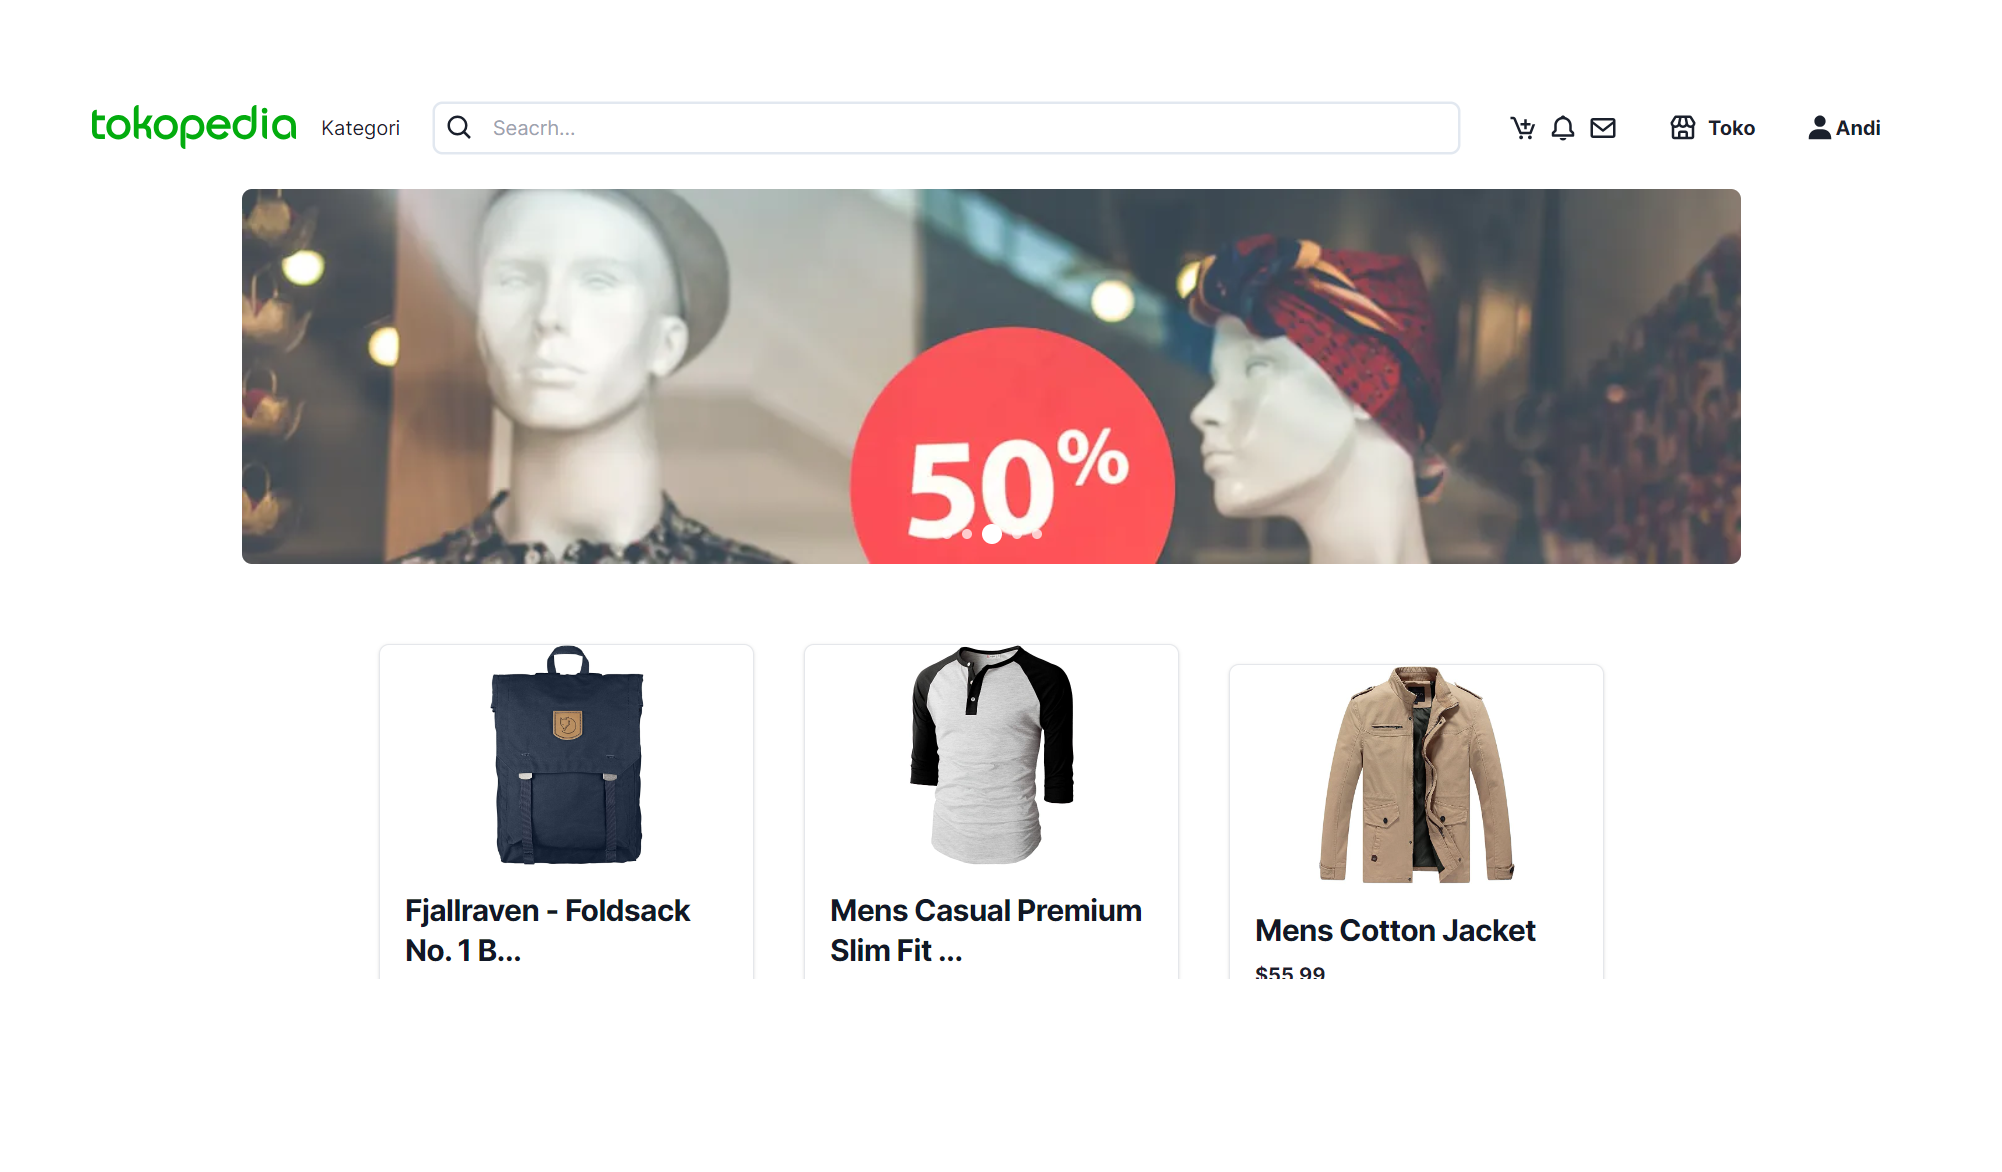 tokopedia Kategori Seacrh... Toko Andi
50%
Fjallraven - Foldsack
No. 1 B...
Mens Casual Premium
Slim Fit ...
Mens Cotton Jacket
$55.99